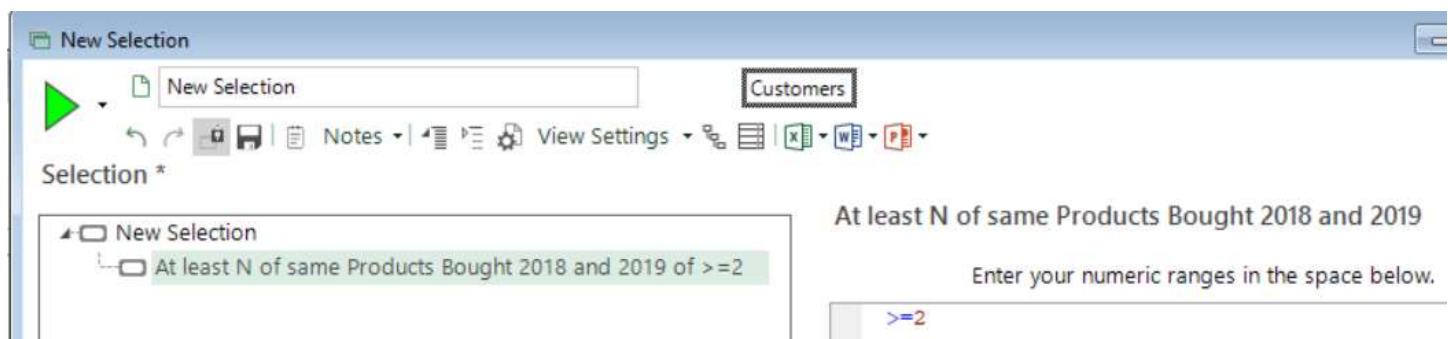 New Selection
New Selection
Customers
Notes
View Settings
Selection *
New Selection
At least N of same Products Bought 2018 and 2019 of >=2
At least N of same Products Bought 2018 and 2019
Enter your numeric ranges in the space below.
>=2